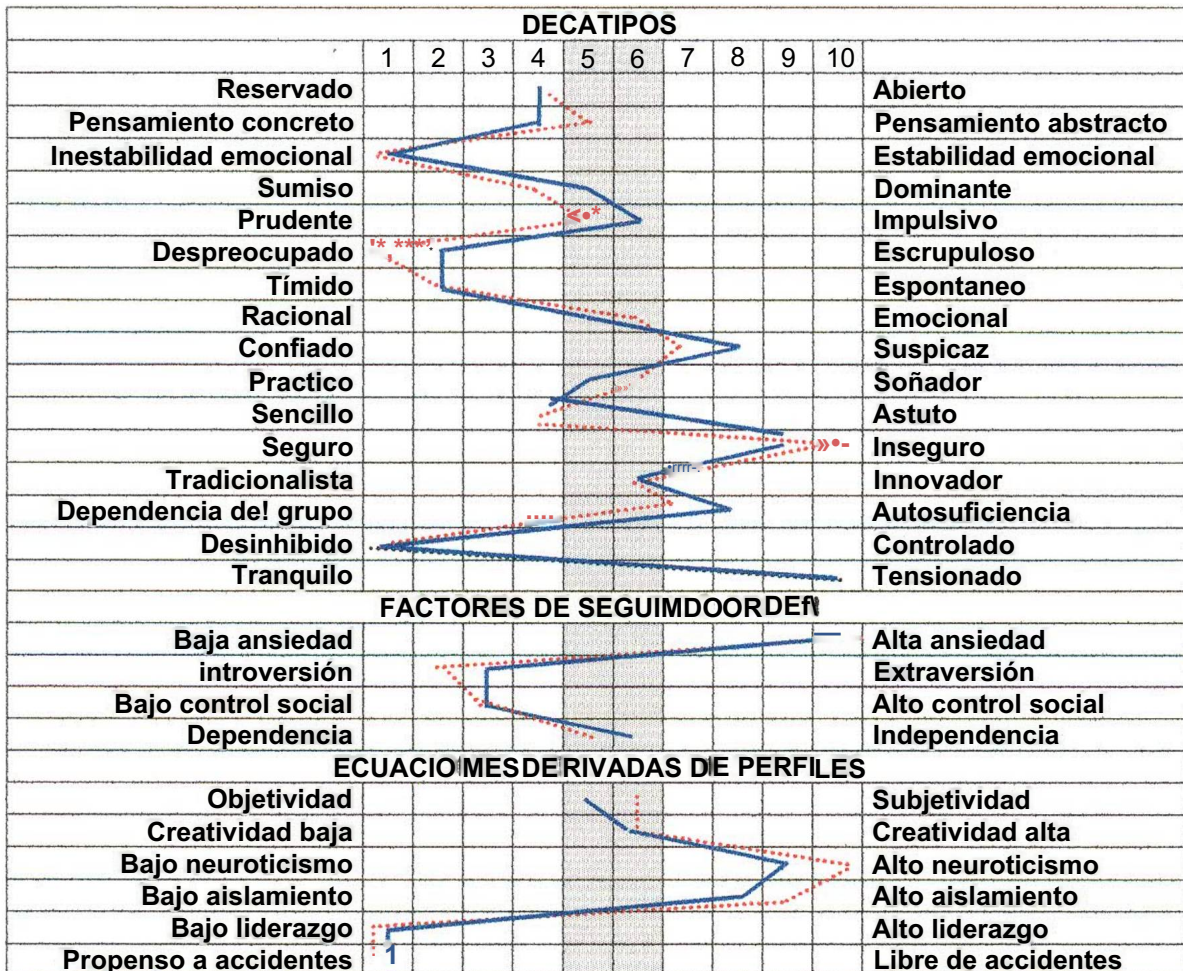 DECATIPOS
1 2 3 4 5 6 7 8 9 10
Reservado Abierto
Pensamiento concreto Pensamiento abstracto
Inestabilidad emocional Estabilidad emocional
Sumiso Dominante
Prudente Impulsivo
Despreocupado Escrupuloso
Tímido Espontaneo
Racional Emocional
Confiado Suspicaz
Practico Soñador
Sencillo Astuto
Seguro Inseguro
Tradicionalista Innovador
Dependencia de! grupo Autosuficiencia
Desinhibido Controlado
Tranquilo Tensionado
FACTORES DE
Baja ansiedad Alta ansiedad
introversión Extraversión
Bajo control social Alto control social
Dependencia Independencia
ECUACIO MESDERIVADAS DE PERFILES
Objetividad Subjetividad
Creatividad baja Creatividad alta
Bajo neuroticismo Alto neuroticismo
Bajo aislamiento Alto aislamiento
Bajo liderazgo Alto liderazgo
Propenso a accidentes 1 Libre de accidentes